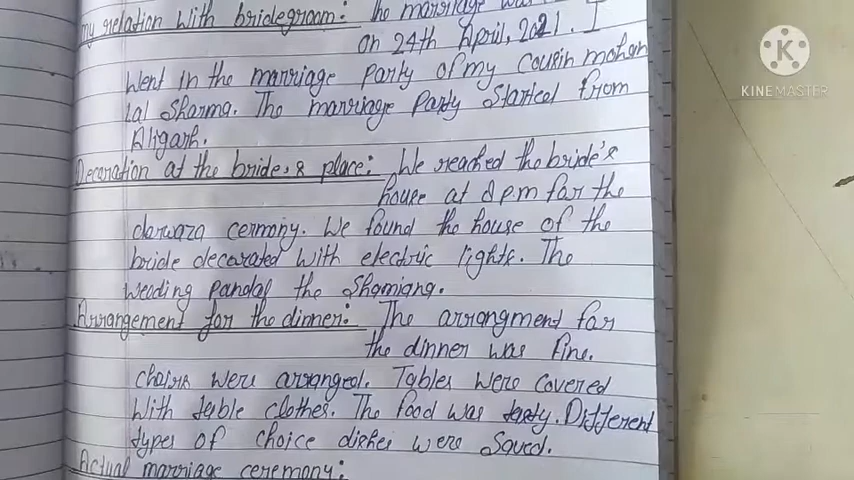 my relation with bridegroom: The marriage was
on 24th April, 2021. I
Went in the marriage party of my cousin mohan
lal Sharma. The marriage party started from
Aligarh.
Decoration at the bride,s place: We reached the bride's
house at 8 p.m for the
darwaza cermony. We found the house of the
bride decorated with electric lights. The
weading pandal the Shamiana.
Arrangement for the dinner: The arrangment for
the dinner was fine.
chairs were arranged. Tables were covered
with table clothes. The food was tasty. Different
types of choice dishes were Saved.
Actual marriage ceremony:
K
KINEMASTER